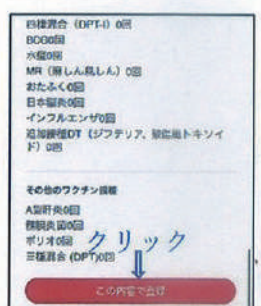 四種混合（DPT-I）0回
BCG0回
水痘0回
MR（麻しん風しん）0回
おたふく0回
日本脳炎0回
インフルエンザ0回
追加接種DT（ジフテリア、破傷風トキソイ
ド）0回
その他のワクチン接種
A型肝炎0回
髄膜炎菌0回
ポリオ0回
三種混合 (DPT)0回
クリック
この内容で登録